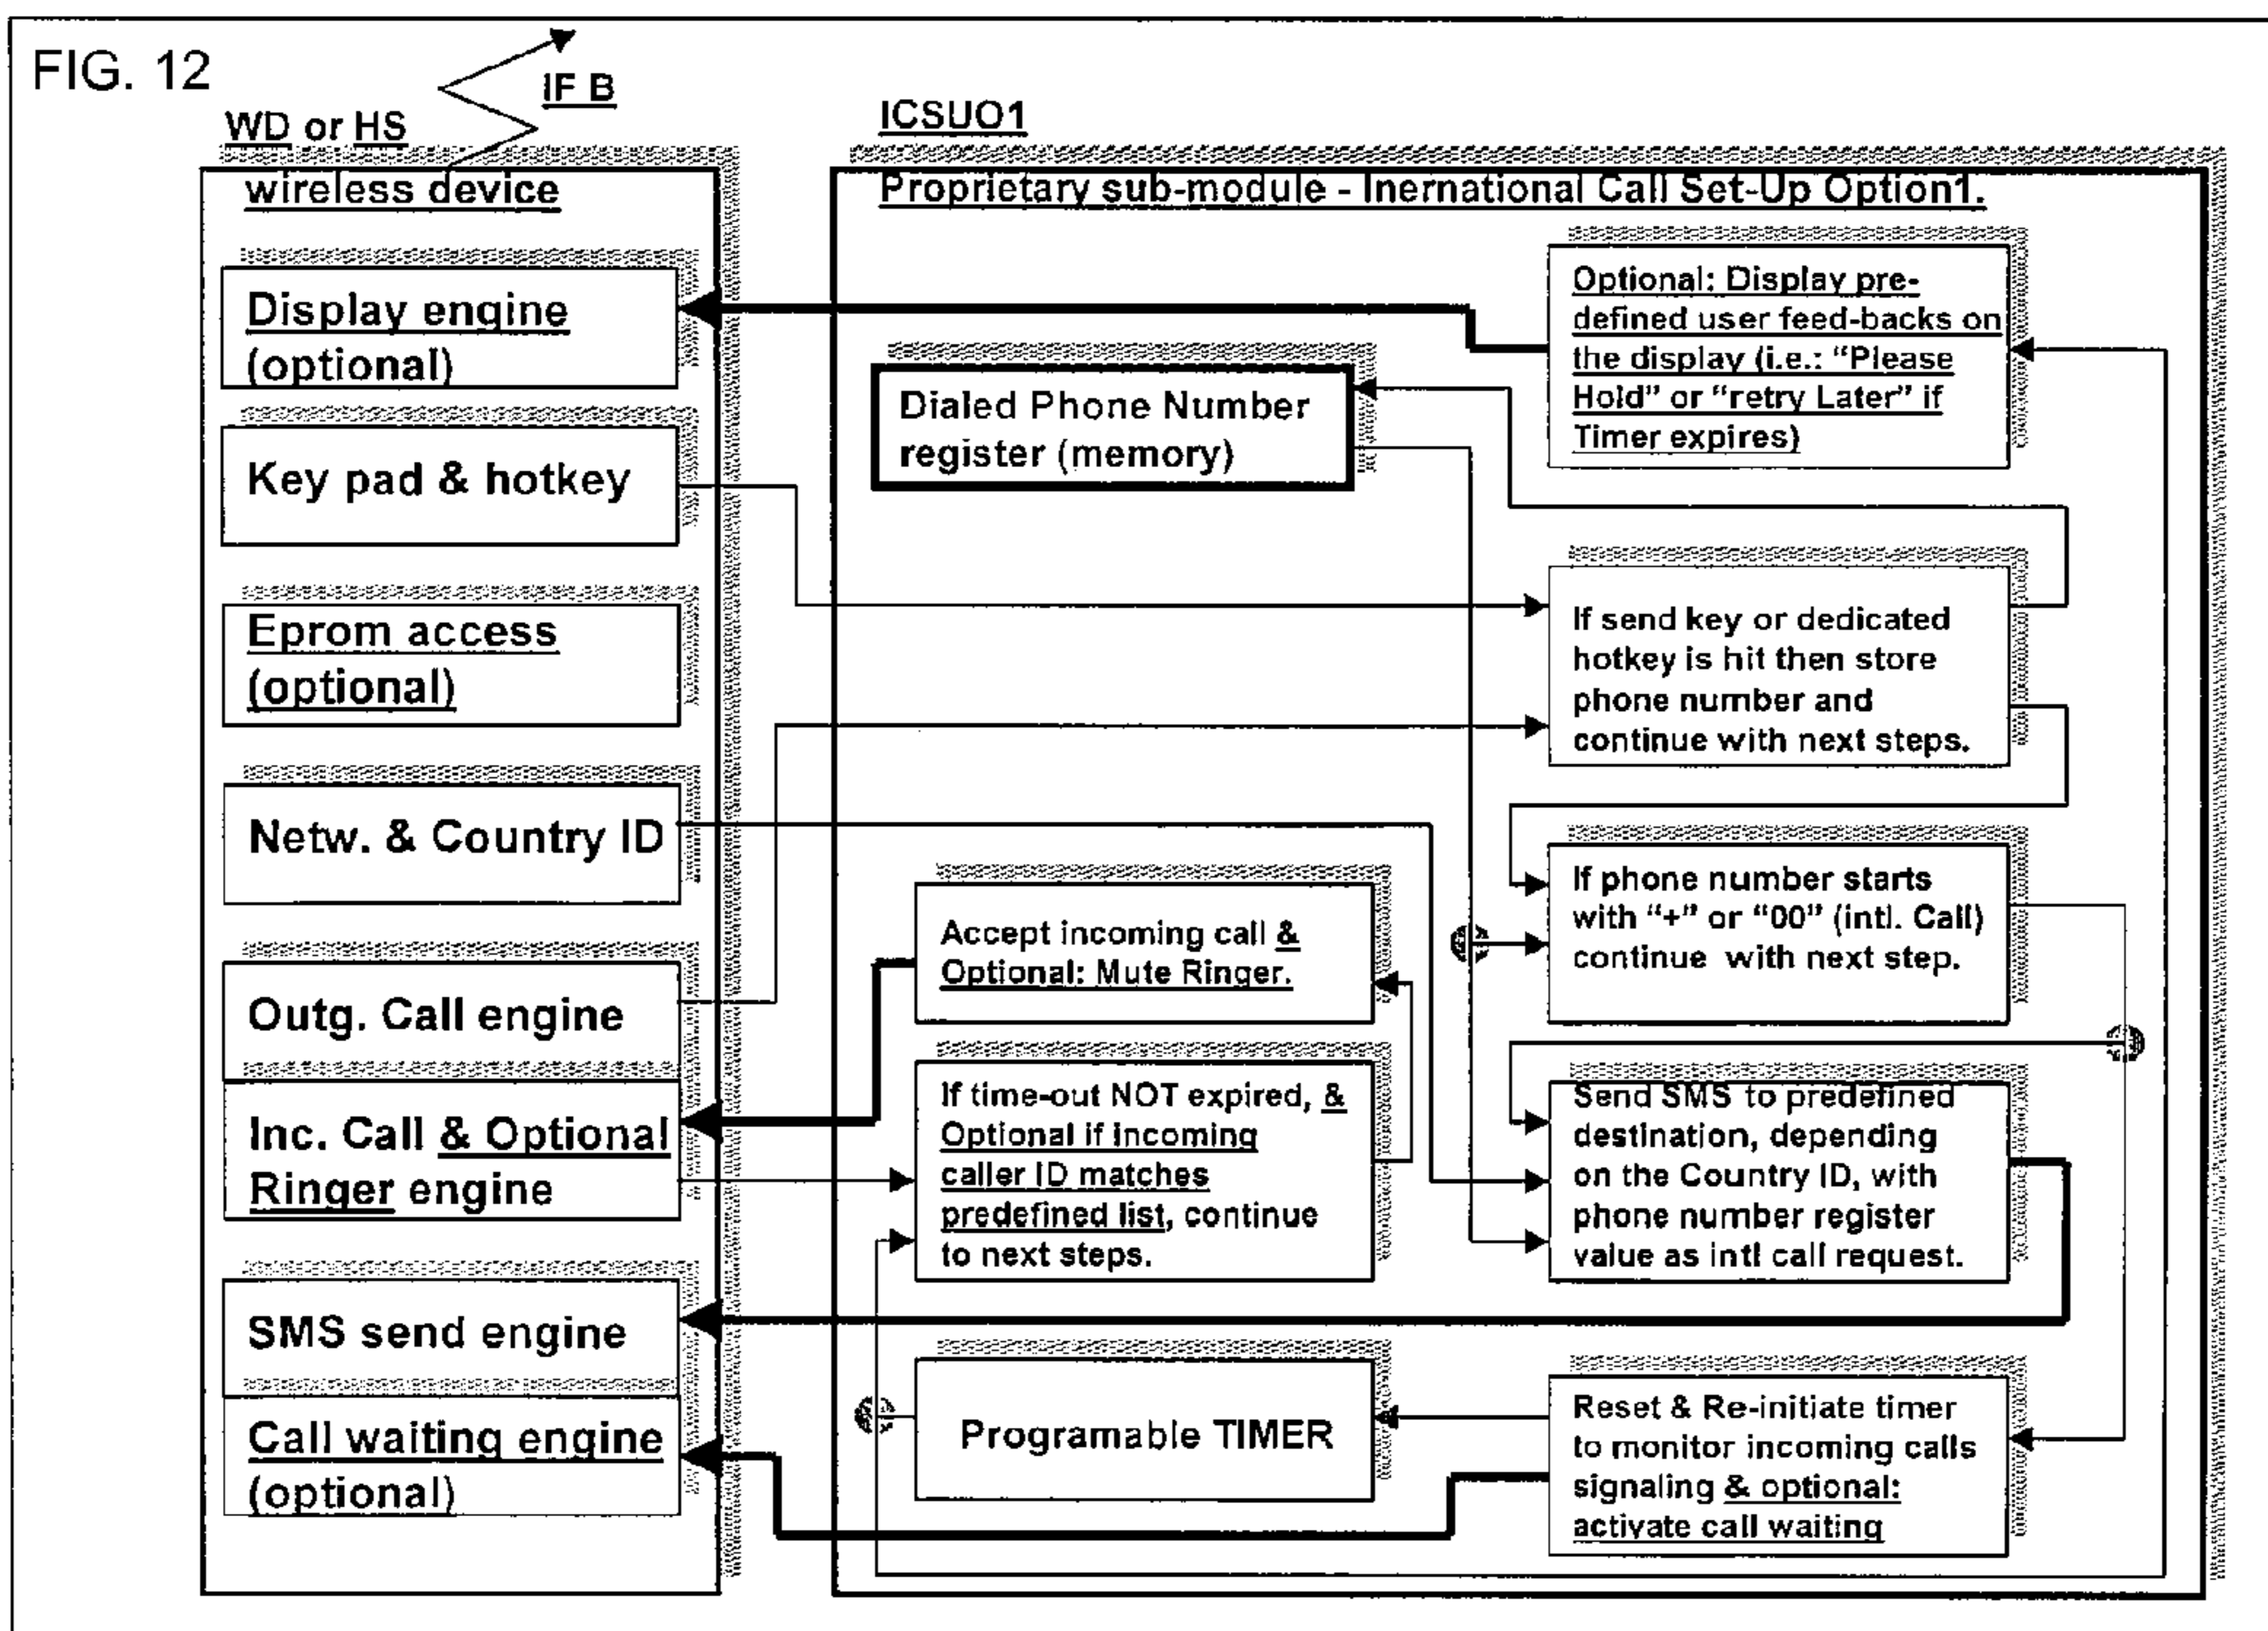 FIG. 12
IF B
WD or HS
wireless device
Display engine
(optional)
Key pad & hotkey
Eprom access
(optional)
Netw. & Country ID
Outg. Call engine
Inc. Call & Optional
Ringer engine
SMS send engine
Call waiting engine
(optional)
ICSUO1
Proprietary sub-module - Inernational Call Set-Up Option1.
Optional: Display pre-
defined user feed-backs on
the display (i.e.: “Please
Hold” or “retry Later” if
Timer expires)
Dialed Phone Number
register (memory)
If send key or dedicated
hotkey is hit then store
phone number and
continue with next steps.
If phone number starts
with “+” or “00” (intl. Call)
continue with next step.
Accept incoming call &
Optional: Mute Ringer.
If time-out NOT expired, &
Optional if incoming
caller ID matches
predefined list, continue
to next steps.
Send SMS to predefined
destination, depending
on the Country ID, with
phone number register
value as intl call request.
Programable TIMER
Reset & Re-initiate timer
to monitor incoming calls
signaling & optional:
activate call waiting